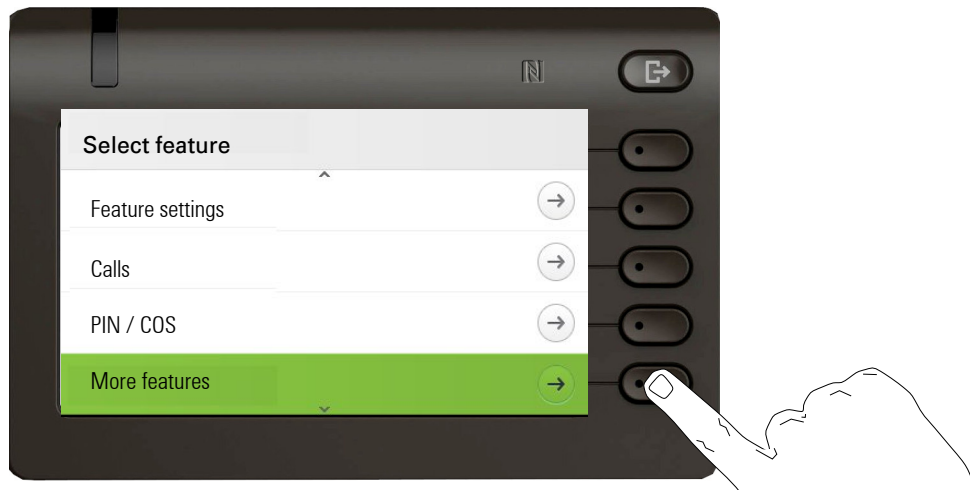 Select feature
Feature settings
Calls
PIN / COS
More features